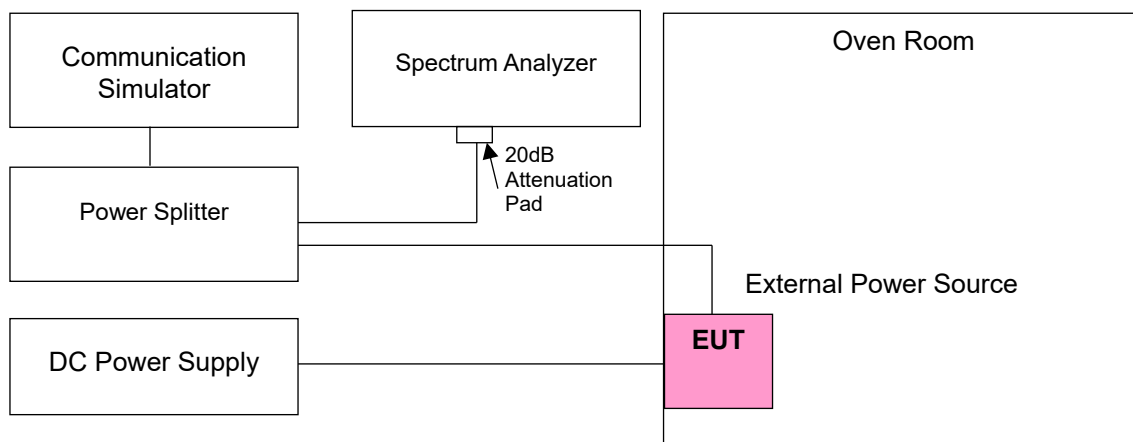 Communication
Simulator
Spectrum Analyzer
Oven Room
20dB
Attenuation
Pad
Power Splitter
External Power Source
EUT
DC Power Supply